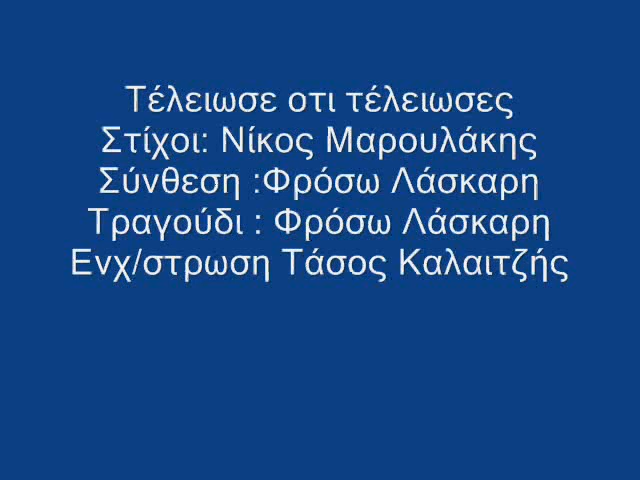 Τέλειωσε οτι τέλειωσες
Στίχοι: Νίκος Μαρουλάκης
Σύνθεση :Φρόσω Λάσκαρη
Τραγούδι : Φρόσω Λάσκαρη
Ενχ/στρωση Τάσος Καλαιτζής